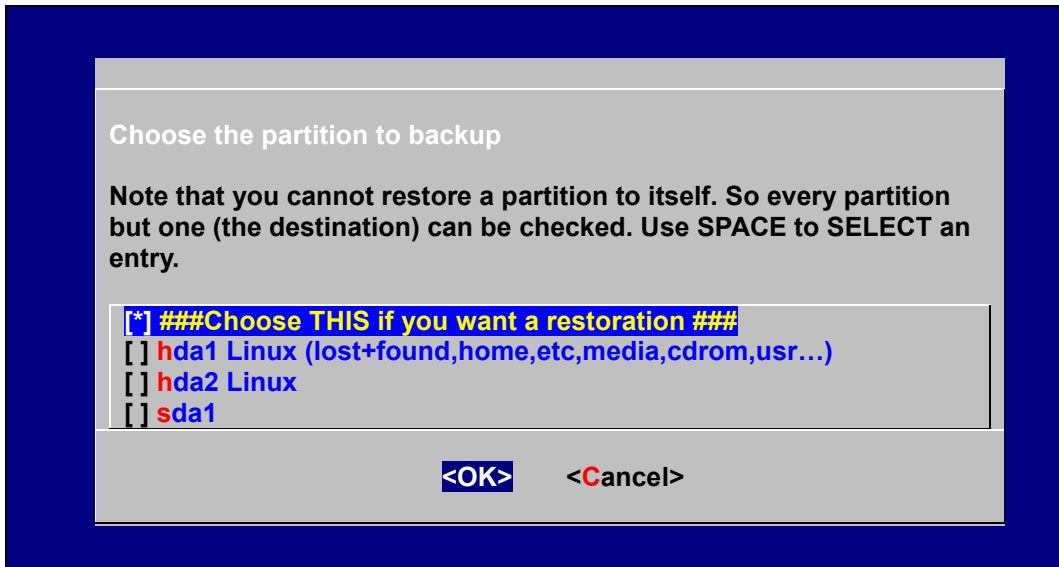 Choose the partition to backup
Note that you cannot restore a partition to itself. So every partition
but one (the destination) can be checked. Use SPACE to SELECT an
entry.
[*] ###Choose THIS if you want a restoration ###
[ ] hda1 Linux (lost+found,home,etc,media,cdrom,usr…)
[ ] hda2 Linux
[ ] sda1
<OK> <Cancel>